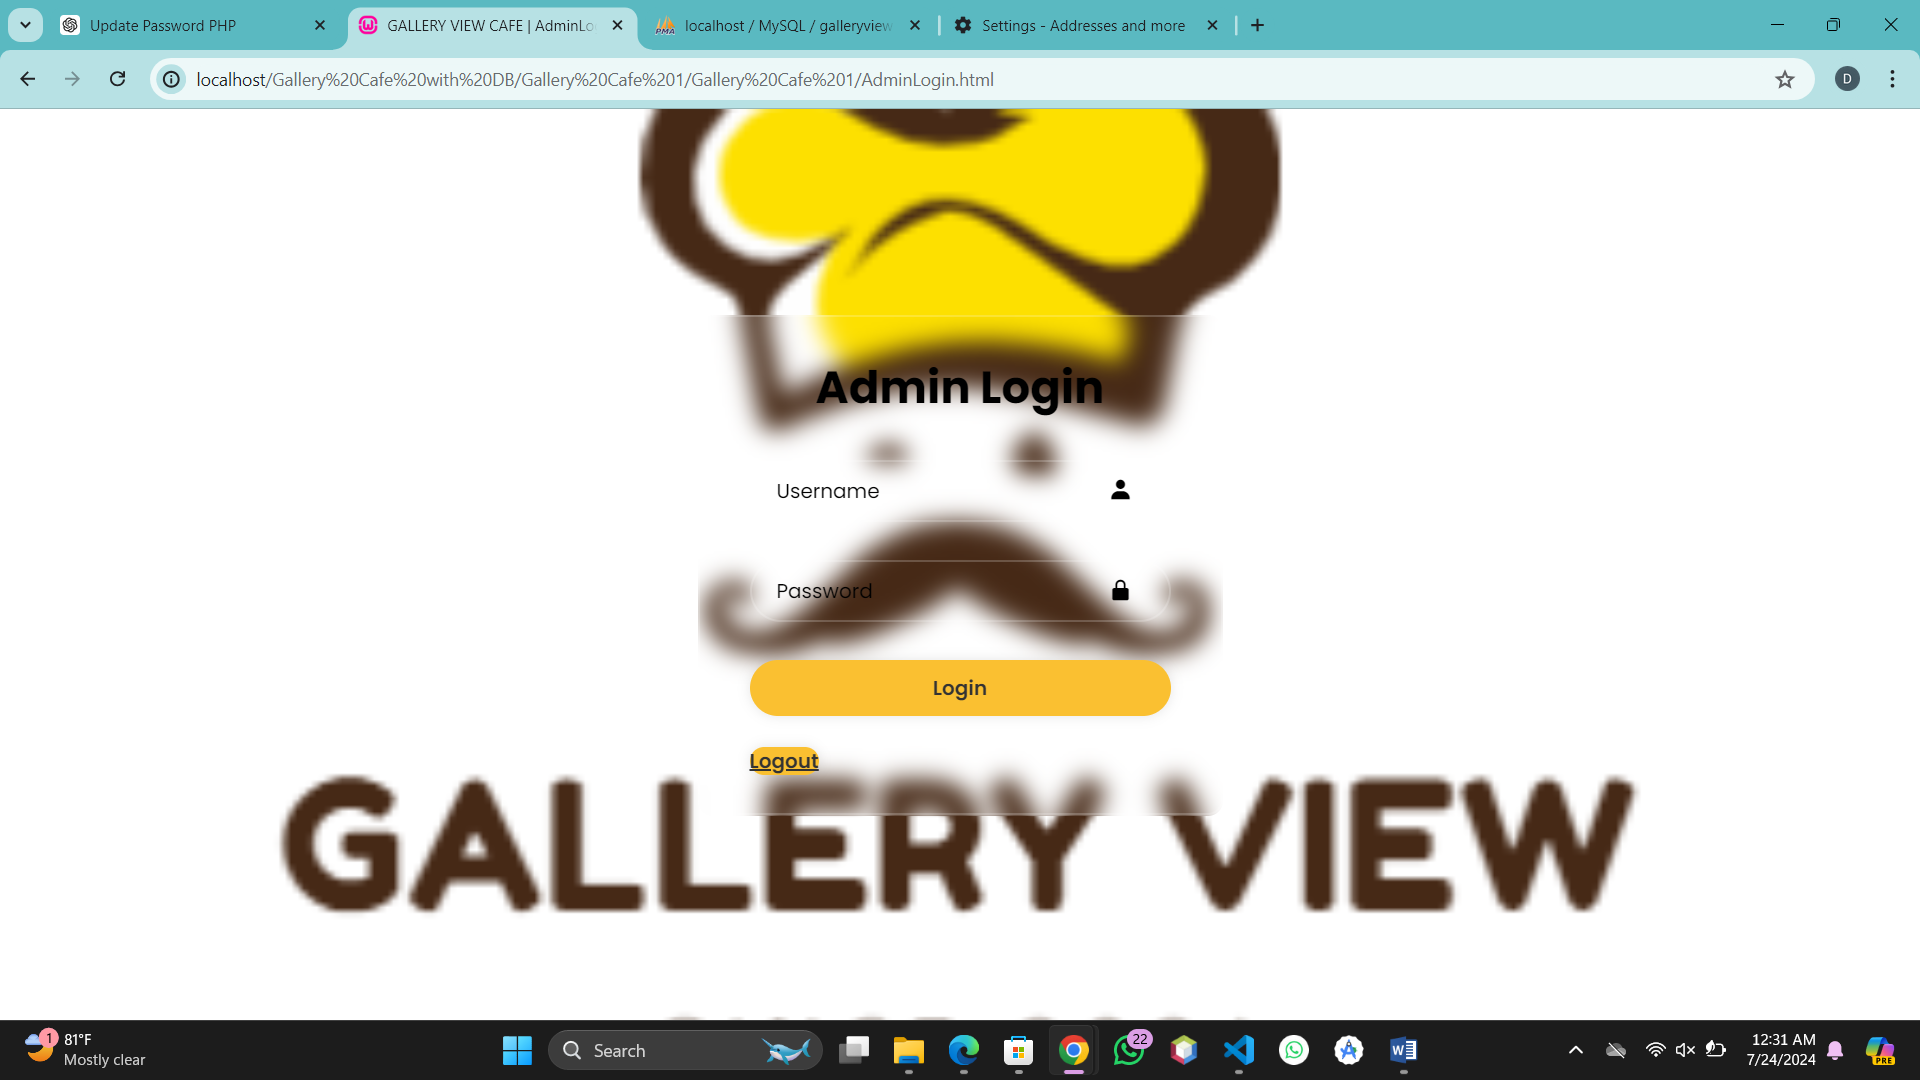 Update Password PHP
GALLERY VIEW CAFE | AdminLo
localhost / MySQL / galleryview
Settings - Addresses and more
localhost/Gallery%20Cafe%20with%20DB/Gallery%20Cafe%201/Gallery%20Cafe%201/AdminLogin.html
D
Admin Login
Username
Password
Login
Logout
GALLERY VIEW
1
81°F
Mostly clear
Search
22
12:31 AM
7/24/2024
PRE